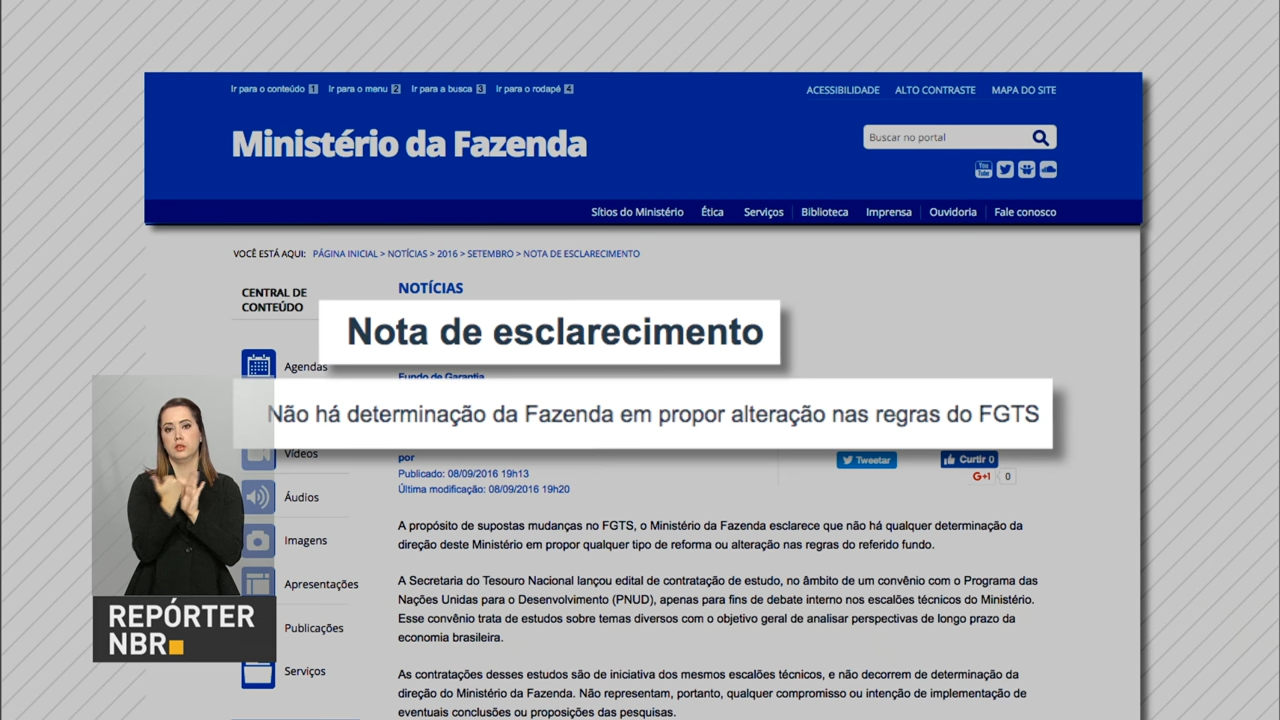 Ir para o conteúdo 1 Ir para o menu 2 Ir para a busca 3 Ir para o rodapé 4
ACESSIBILIDADE ALTO CONTRASTE MAPA DO SITE
Ministério da Fazenda
Buscar no portal
You Tube
Sítios do Ministério Ética Serviços Biblioteca Imprensa Ouvidoria Fale conosco
VOCÊ ESTÁ AQUI: PÁGINA INICIAL > NOTÍCIAS > 2016 > SETEMBRO > NOTA DE ESCLARECIMENTO
CENTRAL DE
CONTEÚDO
NOTÍCIAS
Nota de esclarecimento
Agendas
Fundo de Garantia
Não há determinação da Fazenda em propor alteração nas regras do FGTS
Vídeos
Áudios
Imagens
Apresentações
Publicações
Serviços
por
Publicado: 08/09/2016 19h13
Última modificação: 08/09/2016 19h20
Tweetar
Curtir 0
G+1 0
A propósito de supostas mudanças no FGTS, o Ministério da Fazenda esclarece que não há qualquer determinação da
direção deste Ministério em propor qualquer tipo de reforma ou alteração nas regras do referido fundo.
A Secretaria do Tesouro Nacional lançou edital de contratação de estudo, no âmbito de um convênio com o Programa das
Nações Unidas para o Desenvolvimento (PNUD), apenas para fins de debate interno nos escalões técnicos do Ministério.
Esse convênio trata de estudos sobre temas diversos com o objetivo geral de analisar perspectivas de longo prazo da
economia brasileira.
As contratações desses estudos são de iniciativa dos mesmos escalões técnicos, e não decorrem de determinação da
direção do Ministério da Fazenda. Não representam, portanto, qualquer compromisso ou intenção de implementação de
eventuais conclusões ou proposições das pesquisas.
REPÓRTER
NBR